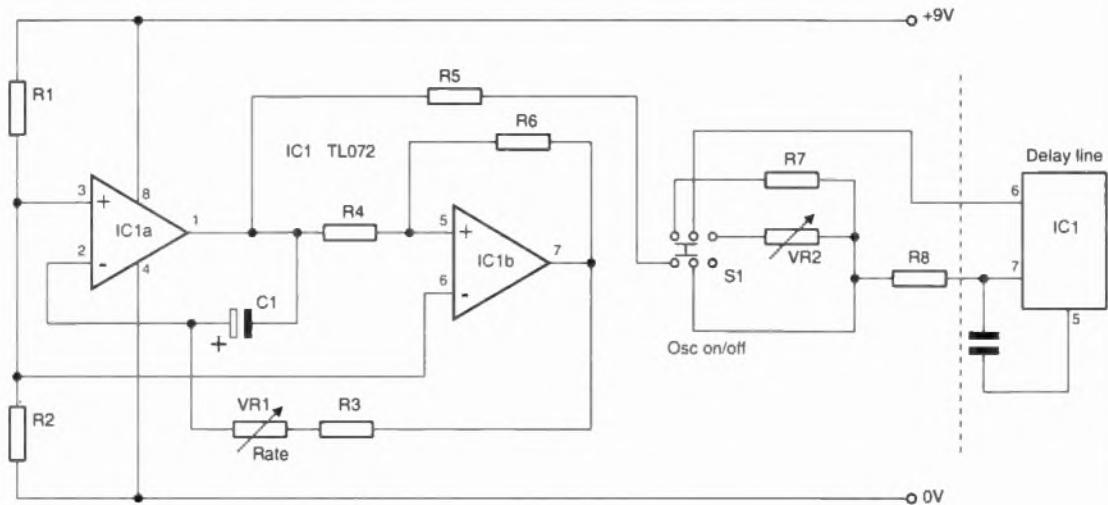 +9V
R1
R5
R6
IC1 TL072
R7
Delay line
3
+
8
IC1a
1
2
-
4
R4
5
+
IC1b
7
6
-
VR2
S1
R8
6
IC1
7
5
C1
+
Osc on/off
R2
VR1
R3
Rate
0V